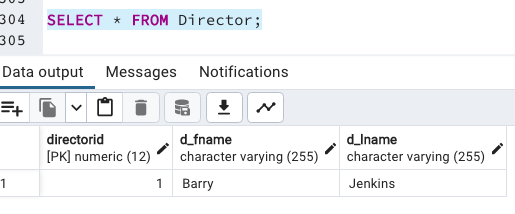 304 SELECT * FROM Director;
305
Data output Messages Notifications
directorid d_fname d_lname
[PK] numeric (12) character varying (255) character varying (255)
1 1 Barry Jenkins